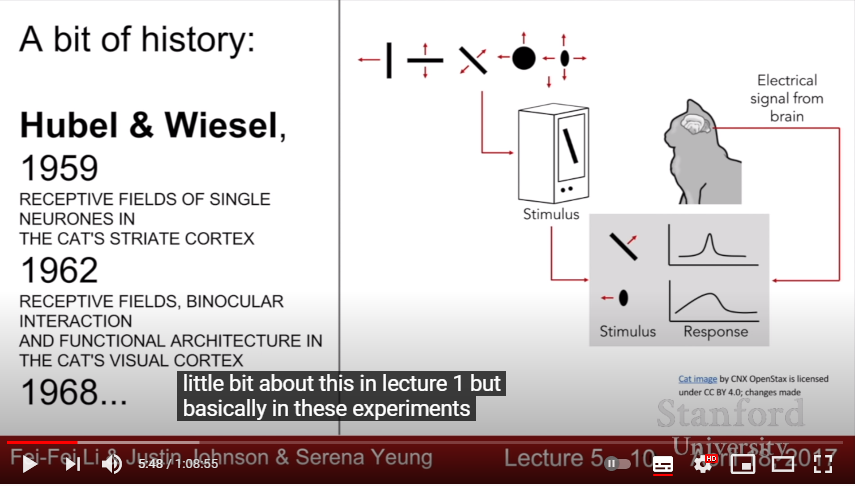 A bit of history:
Hubel & Wiesel,
1959
RECEPTIVE FIELDS OF SINGLE
NEURONES IN
THE CAT'S STRIATE CORTEX
1962
RECEPTIVE FIELDS, BINOCULAR
INTERACTION
AND FUNCTIONAL ARCHITECTURE IN
THE CAT'S VISUAL CORTEX
1968...
Electrical
signal from
brain
Stimulus
Stimulus
Response
Cat image by CNX OpenStax is licensed
under CC BY 4.0; changes made
little bit about this in lecture 1 but
basically in these experiments
Stanford
University
Fei-Fei Li & Justin Johnson & Serena Yeung
Lecture 5
10
2017
5:48 / 1:08:55
HD